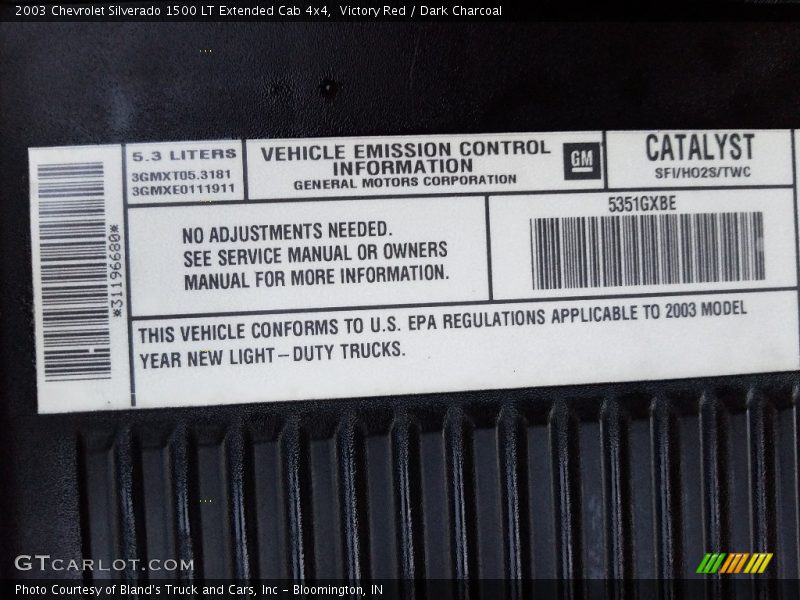 2003 Chevrolet Silverado 1500 LT Extended Cab 4x4, Victory Red / Dark Charcoal
*31196680*
5.3 LITERS
3GMXT05.3181
3GMXE0111911
VEHICLE EMISSION CONTROL
INFORMATION
GENERAL MOTORS CORPORATION
GM
CATALYST
SFI/HO2S/TWC
NO ADJUSTMENTS NEEDED.
SEE SERVICE MANUAL OR OWNERS
MANUAL FOR MORE INFORMATION.
5351GXBE
THIS VEHICLE CONFORMS TO U.S. EPA REGULATIONS APPLICABLE TO 2003 MODEL
YEAR NEW LIGHT-DUTY TRUCKS.
GTCARLOT.COM
Photo Courtesy of Bland's Truck and Cars, Inc - Bloomington, IN